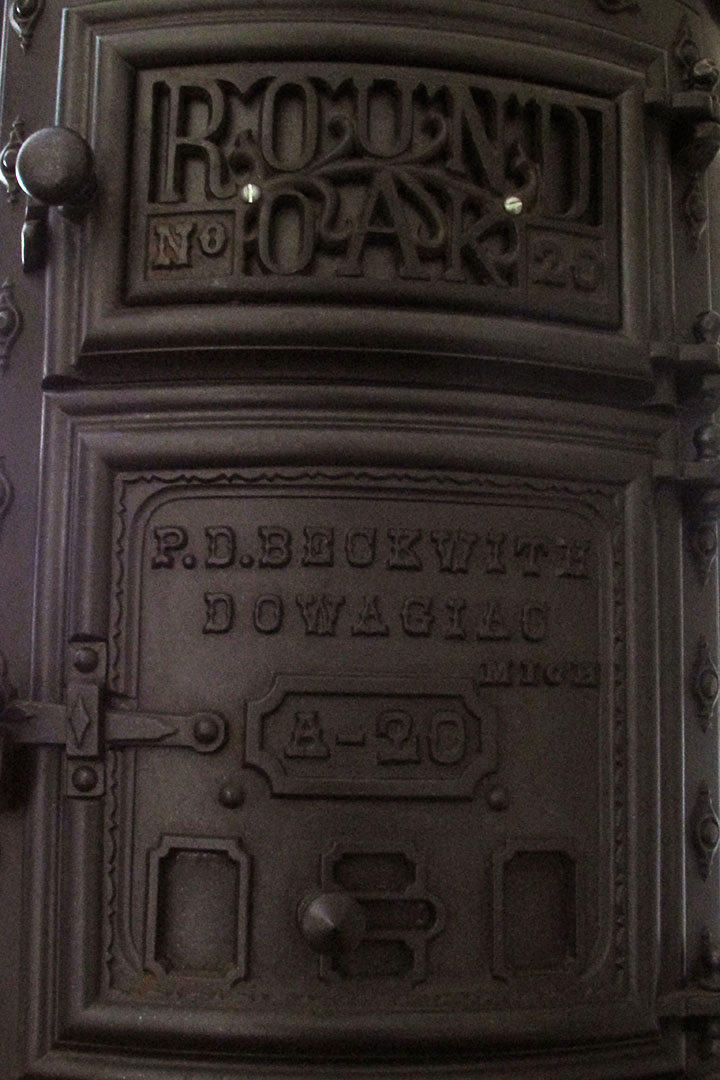 ROUND
No OAK 20
P.D.BECKWITH
DOWAGIAC
MICH
A-20